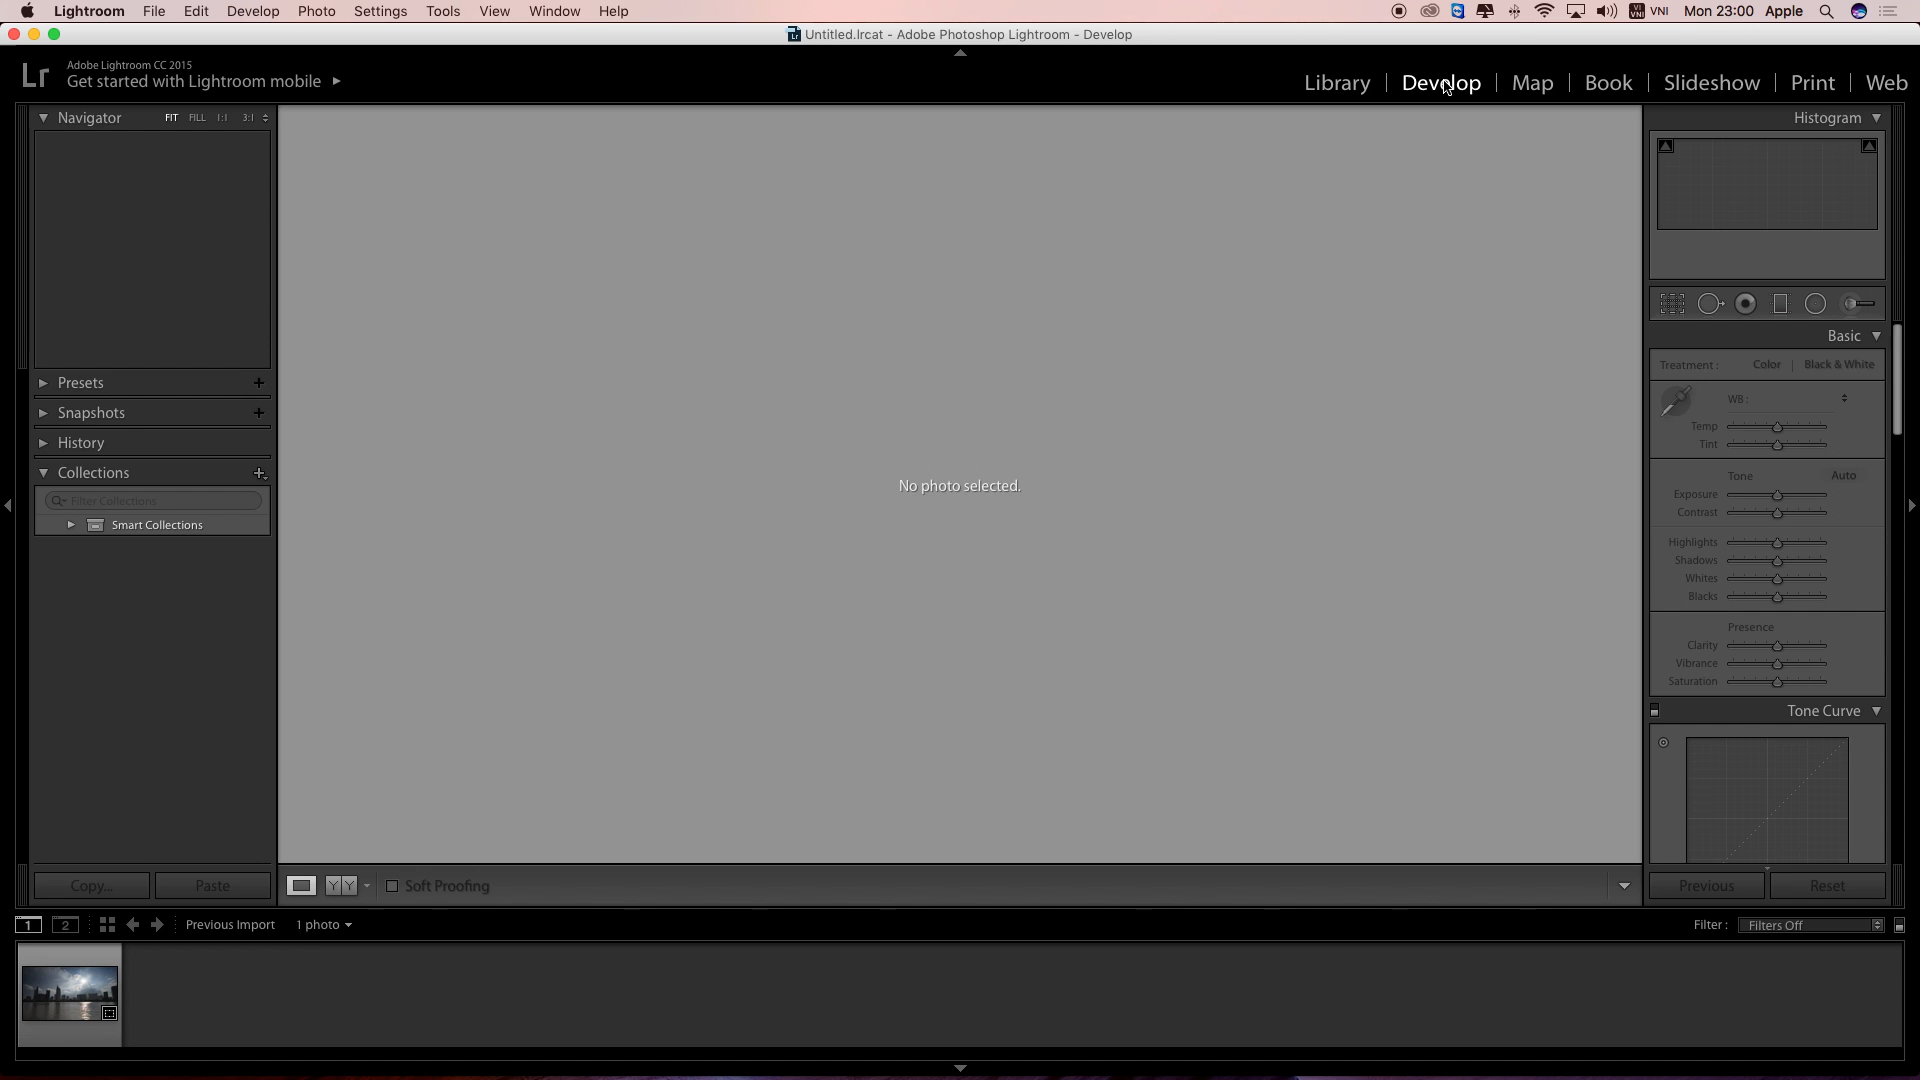 Lightroom File Edit Develop Photo Settings Tools View Window Help VNI Mon 23:00 Apple
Untitled.lrcat - Adobe Photoshop Lightroom - Develop
Lr
Adobe Lightroom CC 2015
Get started with Lightroom mobile
Library | Develop | Map | Book | Slideshow | Print | Web
Navigator FIT FILL 1:1 3:1
Presets
Snapshots
History
Collections
Filter Collections
Smart Collections
Copy... Paste
No photo selected.
YY Soft Proofing
Histogram
Basic
Treatment : Color | Black & White
WB :
Temp
Tint
Tone Auto
Exposure
Contrast
Highlights
Shadows
Whites
Blacks
Presence
Clarity
Vibrance
Saturation
Tone Curve
Previous Reset
1 2 Previous Import 1 photo Filter : Filters Off